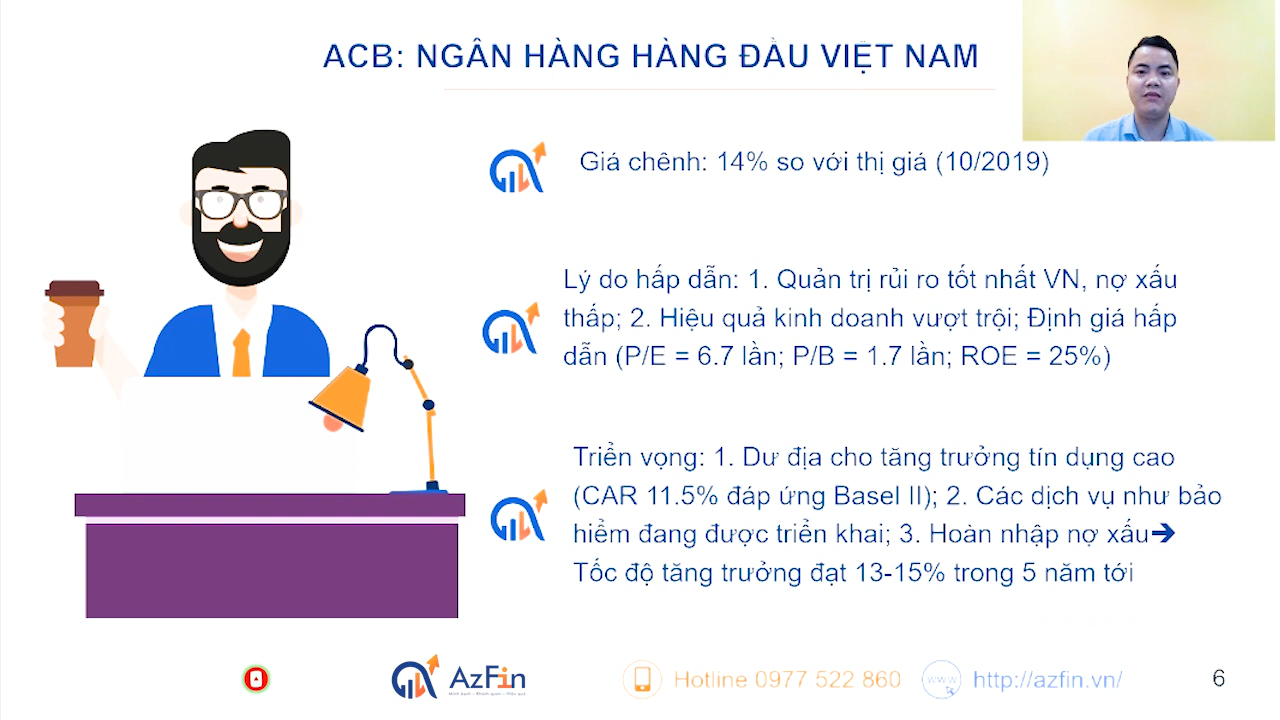 ACB: NGÂN HÀNG HÀNG ĐẦU VIỆT NAM
Giá chênh: 14% so với thị giá (10/2019)
Lý do hấp dẫn: 1. Quản trị rủi ro tốt nhất VN, nợ xấu
thấp; 2. Hiệu quả kinh doanh vượt trội; Định giá hấp
dẫn (P/E = 6.7 lần; P/B = 1.7 lần; ROE = 25%)
Triển vọng: 1. Dư địa cho tăng trưởng tín dụng cao
(CAR 11.5% đáp ứng Basel II); 2. Các dịch vụ như bảo
hiểm đang được triển khai; 3. Hoàn nhập nợ xấu➔
Tốc độ tăng trưởng đạt 13-15% trong 5 năm tới
AzFin
Hotline 0977 522 860
www
http://azfin.vn/
6